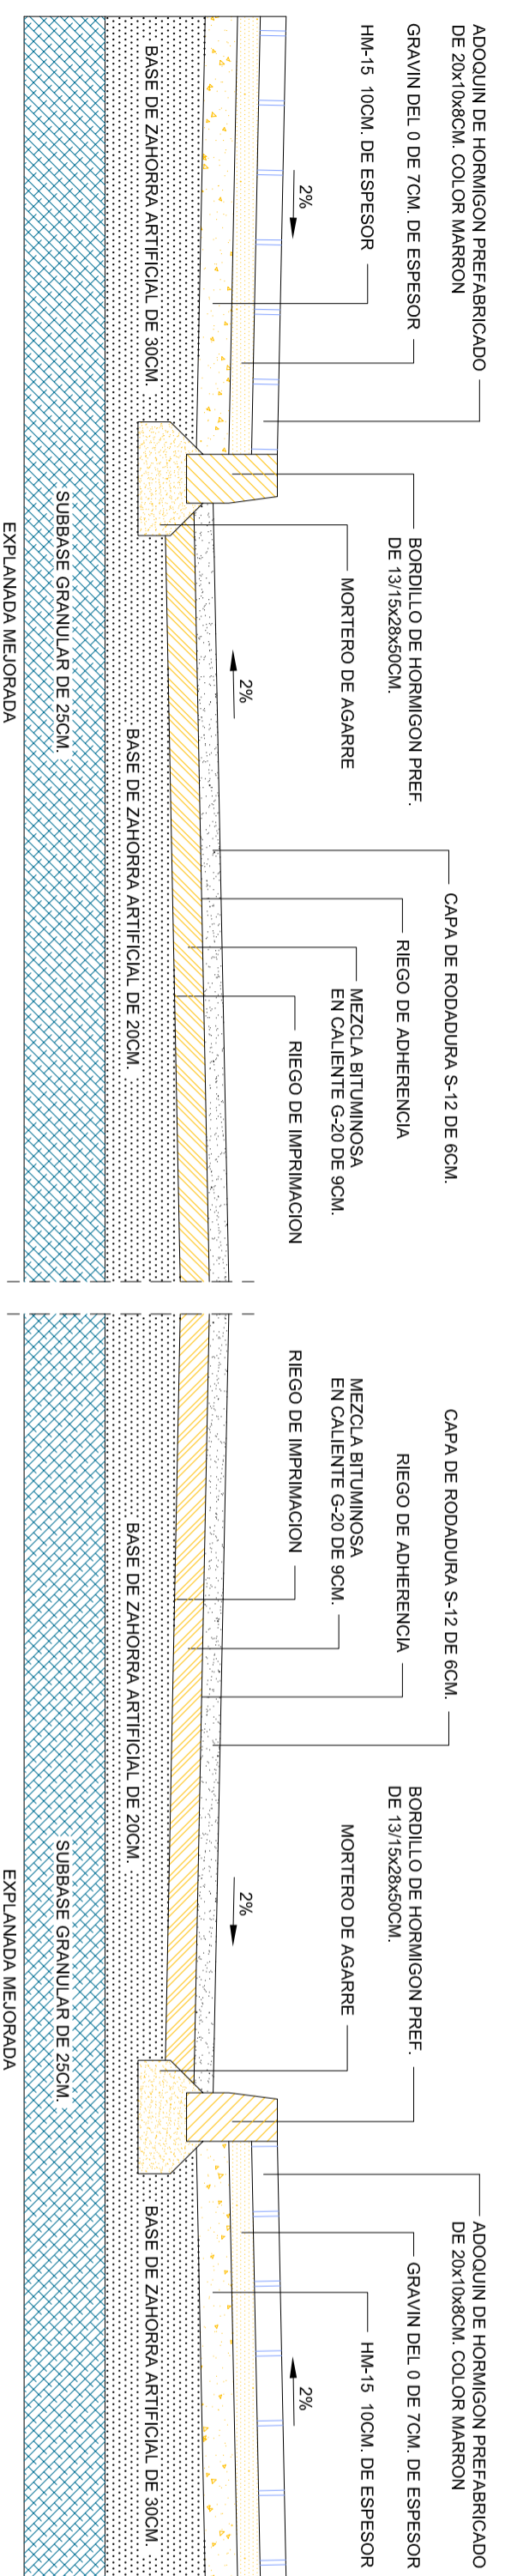 ADOQUIN DE HORMIGON PREFABRICADO
DE 20x10x8CM. COLOR MARRON
GRAVIN DEL 0 DE 7CM. DE ESPESOR
HM-15 10CM. DE ESPESOR
2%
BASE DE ZAHORRA ARTIFICIAL DE 30CM.
BORDILLO DE HORMIGON PREF.
DE 13/15x28x50CM.
MORTERO DE AGARRE
2%
CAPA DE RODADURA S-12 DE 6CM.
RIEGO DE ADHERENCIA
MEZCLA BITUMINOSA
EN CALIENTE G-20 DE 9CM.
RIEGO DE IMPRIMACION
BASE DE ZAHORRA ARTIFICIAL DE 20CM.
SUBBASE GRANULAR DE 25CM.
EXPLANADA MEJORADA
CAPA DE RODADURA S-12 DE 6CM.
RIEGO DE ADHERENCIA
MEZCLA BITUMINOSA
EN CALIENTE G-20 DE 9CM.
RIEGO DE IMPRIMACION
BASE DE ZAHORRA ARTIFICIAL DE 20CM.
2%
BORDILLO DE HORMIGON PREF.
DE 13/15x28x50CM.
MORTERO DE AGARRE
SUBBASE GRANULAR DE 25CM.
EXPLANADA MEJORADA
ADOQUIN DE HORMIGON PREFABRICADO
DE 20x10x8CM. COLOR MARRON
GRAVIN DEL 0 DE 7CM. DE ESPESOR
HM-15 10CM. DE ESPESOR
2%
BASE DE ZAHORRA ARTIFICIAL DE 30CM.